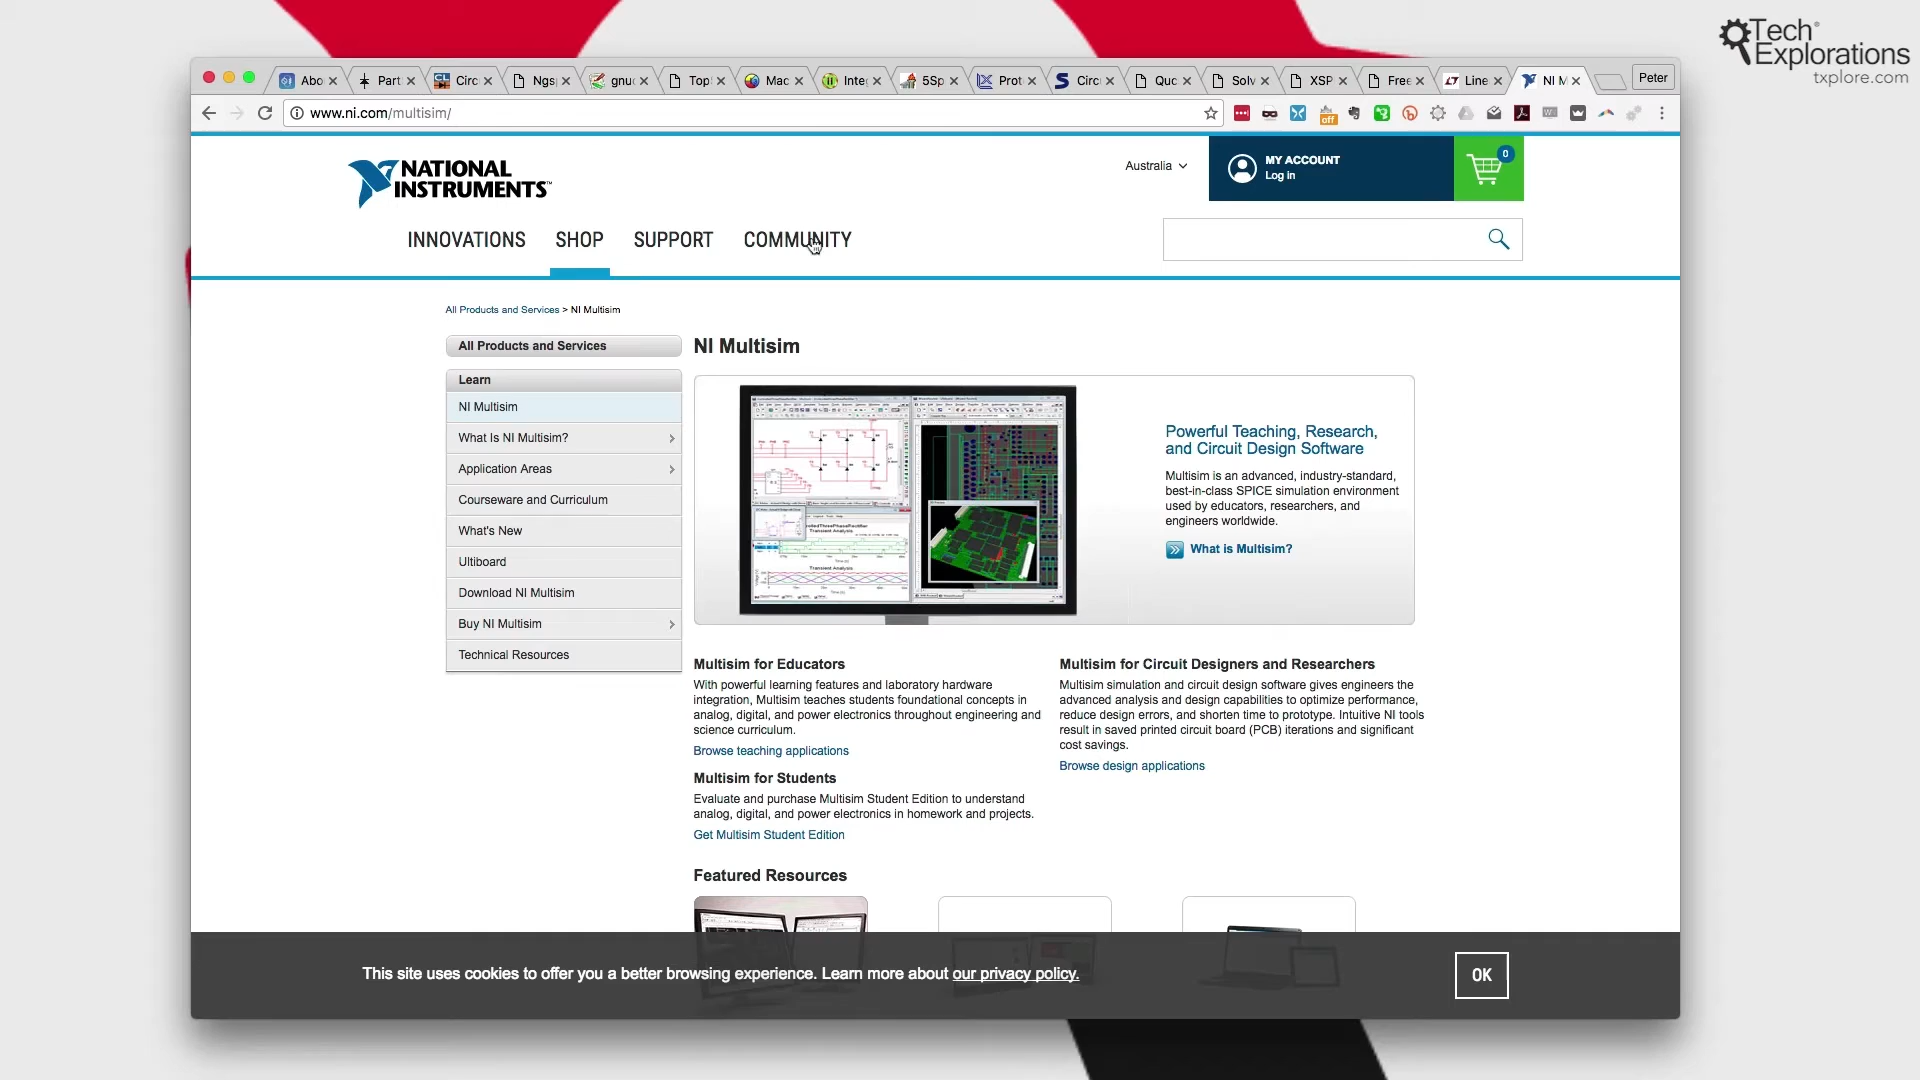 Tech
Explorations
txplore.com
Abo
Part
Circ
Ngs
gnu
Top
Mac
Inte
5Sp
Prot
Circ
Quc
Solv
XSP
Free
Line
NI M
Peter
www.ni.com/multisim/
off
NATIONAL
INSTRUMENTS™
Australia
MY ACCOUNT
Log in
0
INNOVATIONS
SHOP
SUPPORT
COMMUNITY
All Products and Services > NI Multisim
All Products and Services
Learn
NI Multisim
What Is NI Multisim?
Application Areas
Courseware and Curriculum
What's New
Ultiboard
Download NI Multisim
Buy NI Multisim
Technical Resources
NI Multisim
Transient Analysis
Transient Analysis
Powerful Teaching, Research,
and Circuit Design Software
Multisim is an advanced, industry-standard,
best-in-class SPICE simulation environment
used by educators, researchers, and
engineers worldwide.
What is Multisim?
Multisim for Educators
With powerful learning features and laboratory hardware
integration, Multisim teaches students foundational concepts in
analog, digital, and power electronics throughout engineering and
science curriculum.
Browse teaching applications
Multisim for Students
Evaluate and purchase Multisim Student Edition to understand
analog, digital, and power electronics in homework and projects.
Get Multisim Student Edition
Multisim for Circuit Designers and Researchers
Multisim simulation and circuit design software gives engineers the
advanced analysis and design capabilities to optimize performance,
reduce design errors, and shorten time to prototype. Intuitive NI tools
result in saved printed circuit board (PCB) iterations and significant
cost savings.
Browse design applications
Featured Resources
This site uses cookies to offer you a better browsing experience. Learn more about our privacy policy.
OK